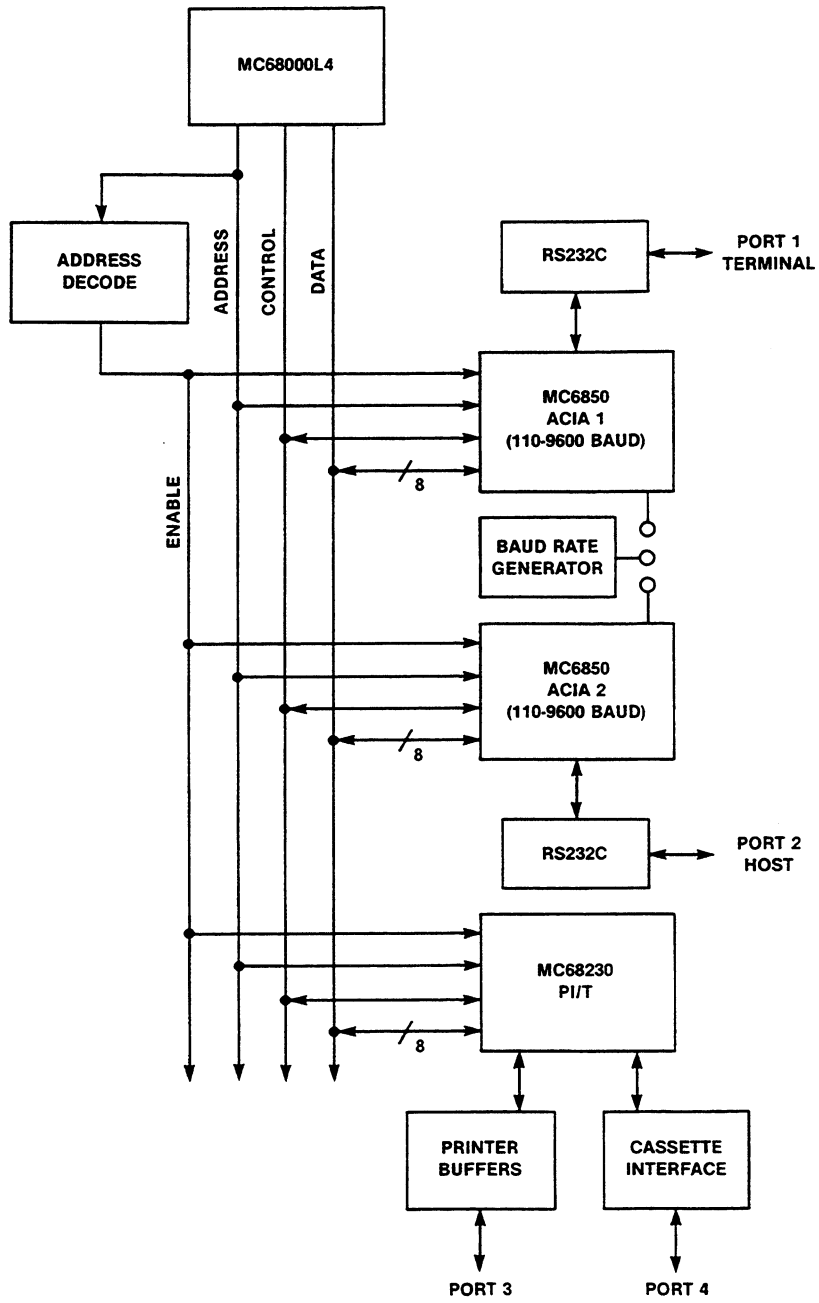 MC68000L4
ADDRESS
DECODE
ADDRESS
CONTROL
DATA
RS232C
PORT 1
TERMINAL
MC6850
ACIA 1
(110-9600 BAUD)
8
ENABLE
BAUD RATE
GENERATOR
MC6850
ACIA 2
(110-9600 BAUD)
8
RS232C
PORT 2
HOST
MC68230
PI/T
8
PRINTER
BUFFERS
CASSETTE
INTERFACE
PORT 3
PORT 4